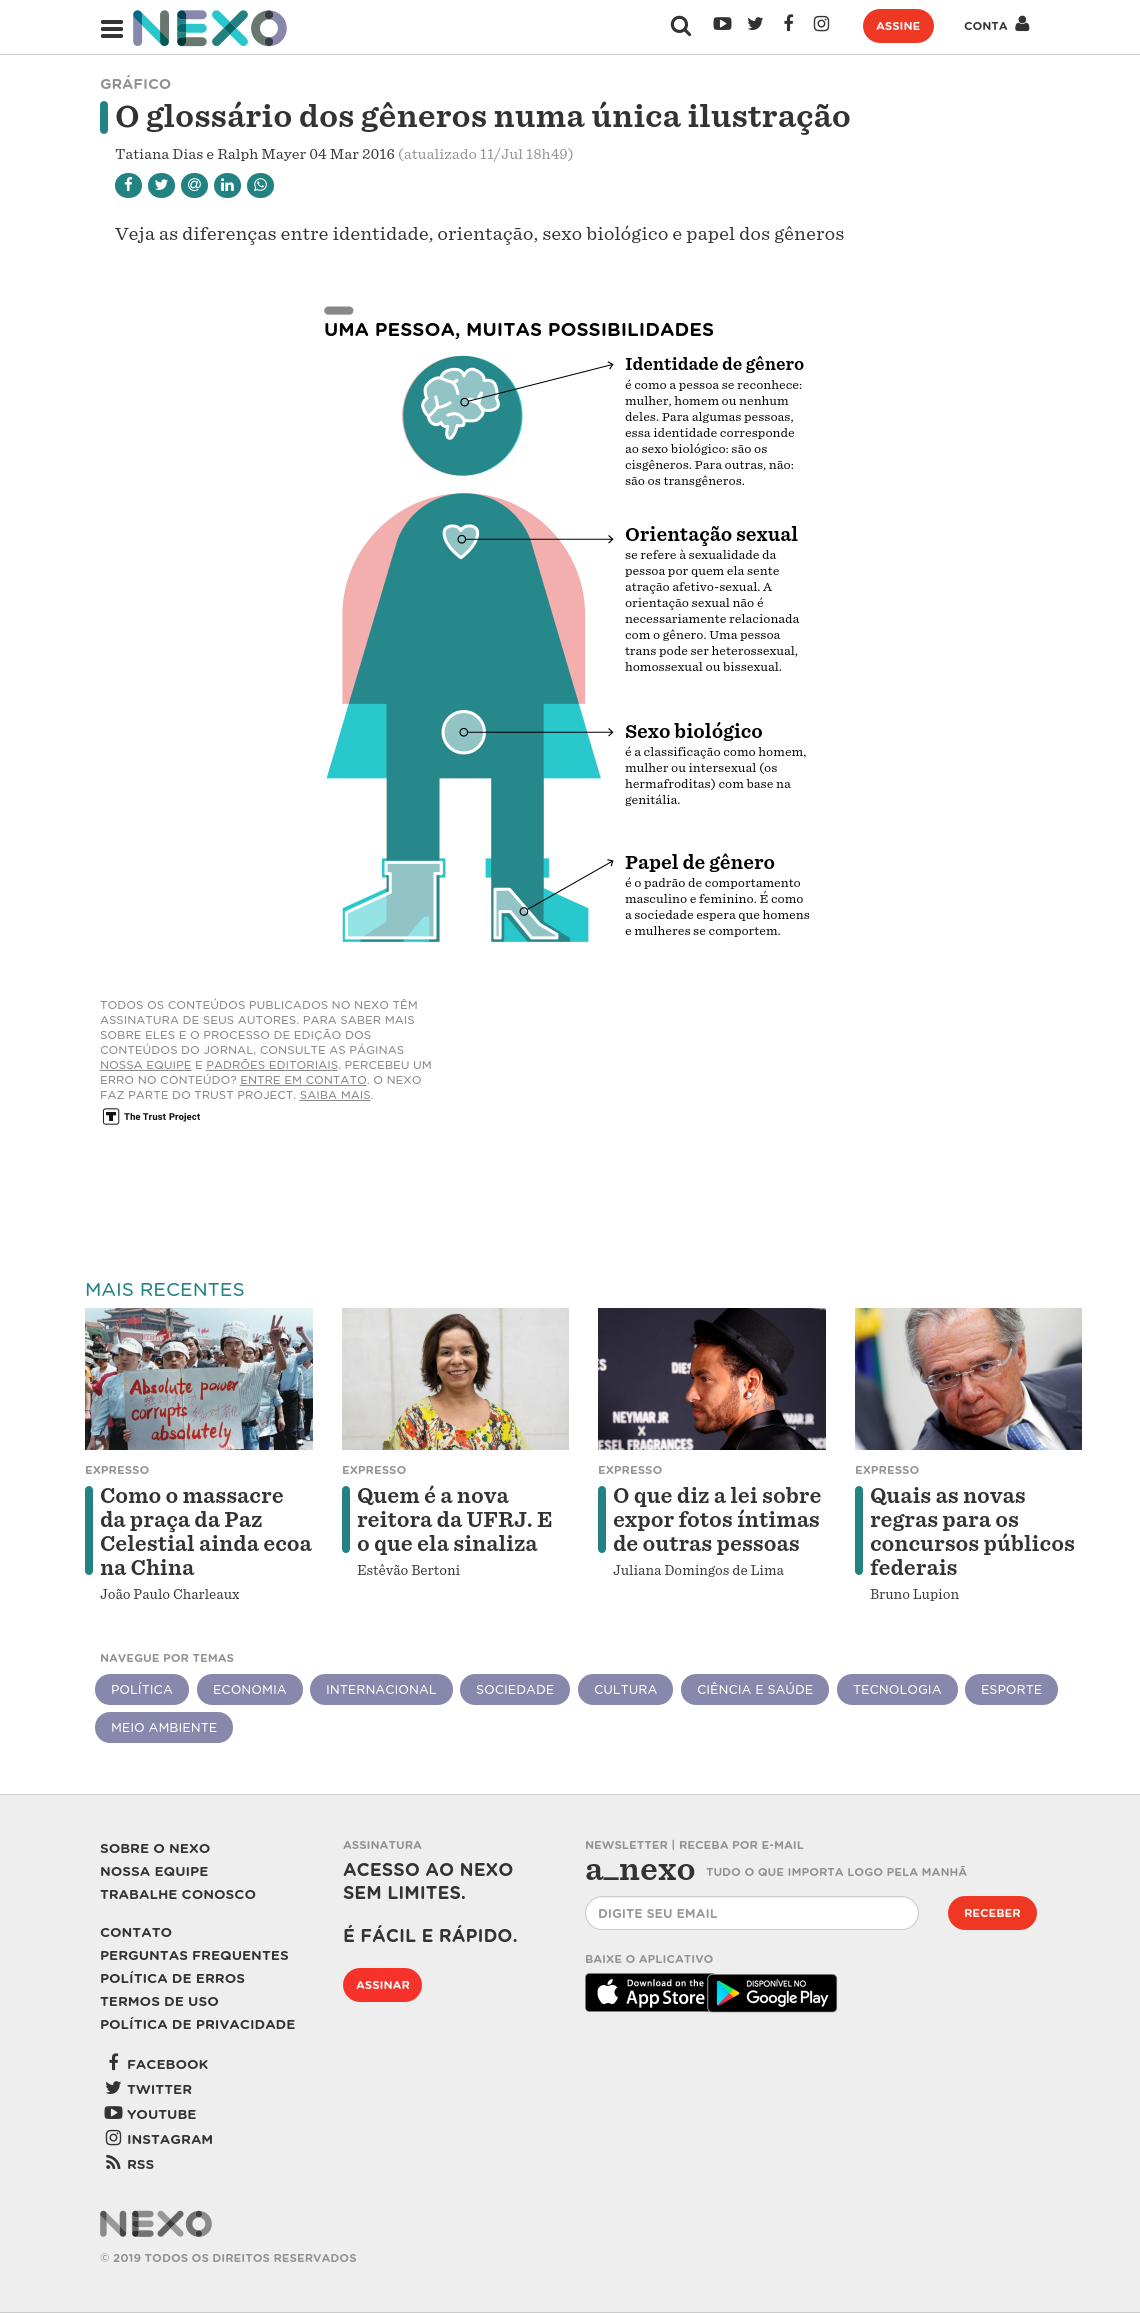 NEXO
ASSINE
CONTA
GRÁFICO
O glossário dos gêneros numa única ilustração
Tatiana Dias e Ralph Mayer 04 Mar 2016 (atualizado 11/Jul 18h49)
Veja as diferenças entre identidade, orientação, sexo biológico e papel dos gêneros
UMA PESSOA, MUITAS POSSIBILIDADES
Identidade de gênero
é como a pessoa se reconhece:
mulher, homem ou nenhum
deles. Para algumas pessoas,
essa identidade corresponde
ao sexo biológico: são os
cisgêneros. Para outras, não:
são os transgêneros.
Orientação sexual
se refere à sexualidade da
pessoa por quem ela sente
atração afetivo-sexual. A
orientação sexual não é
necessariamente relacionada
com o gênero. Uma pessoa
trans pode ser heterossexual,
homossexual ou bissexual.
Sexo biológico
é a classificação como homem,
mulher ou intersexual (os
hermafroditas) com base na
genitália.
Papel de gênero
é o padrão de comportamento
masculino e feminino. É como
a sociedade espera que homens
e mulheres se comportem.
TODOS OS CONTEÚDOS PUBLICADOS NO NEXO TÊM
ASSINATURA DE SEUS AUTORES. PARA SABER MAIS
SOBRE ELES E O PROCESSO DE EDIÇÃO DOS
CONTEÚDOS DO JORNAL, CONSULTE AS PÁGINAS
NOSSA EQUIPE E PADRÕES EDITORIAIS. PERCEBEU UM
ERRO NO CONTEÚDO? ENTRE EM CONTATO. O NEXO
FAZ PARTE DO TRUST PROJECT. SAIBA MAIS.
The Trust Project
MAIS RECENTES
Absolute power
corrupts
absolutely
NEYMAR JR
X
DIESEL FRAGRANCES
EXPRESSO
Como o massacre
da praça da Paz
Celestial ainda ecoa
na China
João Paulo Charleaux
EXPRESSO
Quem é a nova
reitora da UFRJ. E
o que ela sinaliza
Estêvão Bertoni
EXPRESSO
O que diz a lei sobre
expor fotos íntimas
de outras pessoas
Juliana Domingos de Lima
EXPRESSO
Quais as novas
regras para os
concursos públicos
federais
Bruno Lupion
NAVEGUE POR TEMAS
POLÍTICA
ECONOMIA
INTERNACIONAL
SOCIEDADE
CULTURA
CIÊNCIA E SAÚDE
TECNOLOGIA
ESPORTE
MEIO AMBIENTE
SOBRE O NEXO
NOSSA EQUIPE
TRABALHE CONOSCO
CONTATO
PERGUNTAS FREQUENTES
POLÍTICA DE ERROS
TERMOS DE USO
POLÍTICA DE PRIVACIDADE
FACEBOOK
TWITTER
YOUTUBE
INSTAGRAM
RSS
ASSINATURA
ACESSO AO NEXO
SEM LIMITES.
É FÁCIL E RÁPIDO.
ASSINAR
NEWSLETTER | RECEBA POR E-MAIL
a_nexo TUDO O QUE IMPORTA LOGO PELA MANHÃ
DIGITE SEU EMAIL
RECEBER
BAIXE O APLICATIVO
Download on the
App Store
DISPONÍVEL NO
Google Play
NEXO
© 2019 TODOS OS DIREITOS RESERVADOS